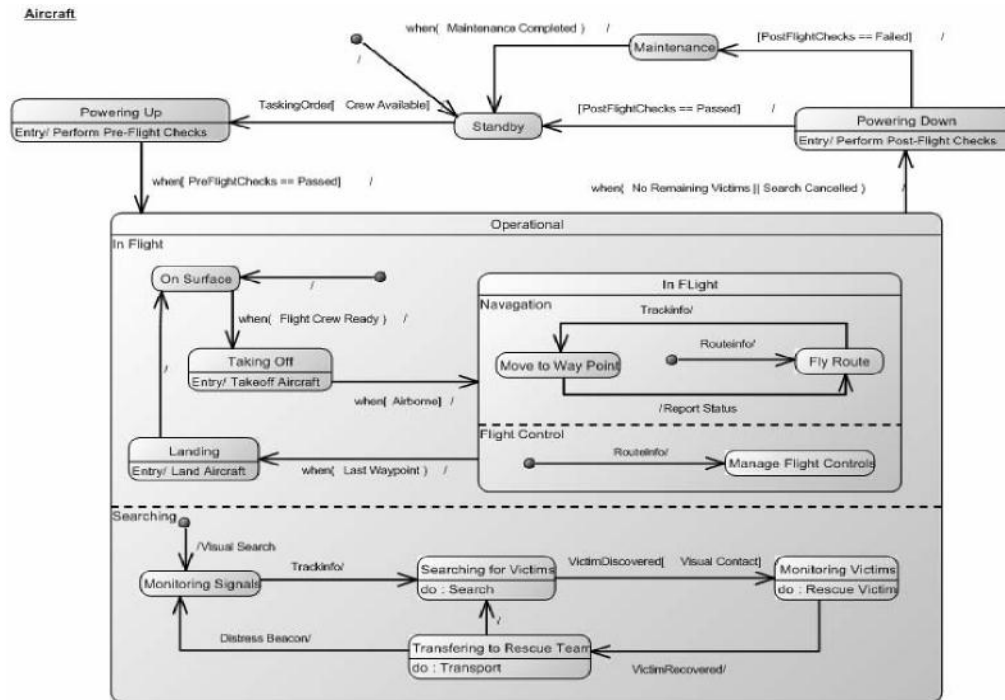 Aircraft
when( Maintenance Completed ) /
Maintenance
[PostFlightChecks == Failed] /
/
Powering Up
Entry/ Perform Pre-Flight Checks
TaskingOrder[ Crew Available]
Standby
[PostFlightChecks == Passed] /
Powering Down
Entry/ Perform Post-Flight Checks
when[ PreFlightChecks == Passed] /
when( No Remaining Victims || Search Cancelled ) /
Operational
In Flight
On Surface
/
when( Flight Crew Ready ) /
Taking Off
Entry/ Takeoff Aircraft
when[ Airborne] /
In FLight
Navagation
Trackinfo/
Move to Way Point
Routeinfo/
Fly Route
/Report Status
/
Landing
Entry/ Land Aircraft
when( Last Waypoint ) /
Flight Control
RouteInfo/
Manage Flight Controls
Searching
/Visual Search
Monitoring Signals
TrackInfo/
Searching for Victims
do : Search
VictimDiscovered[ Visual Contact]
Monitoring Victims
do : Rescue Victim
/
Distress Beacon/
Transfering to Rescue Team
do : Transport
VictimRecovered/